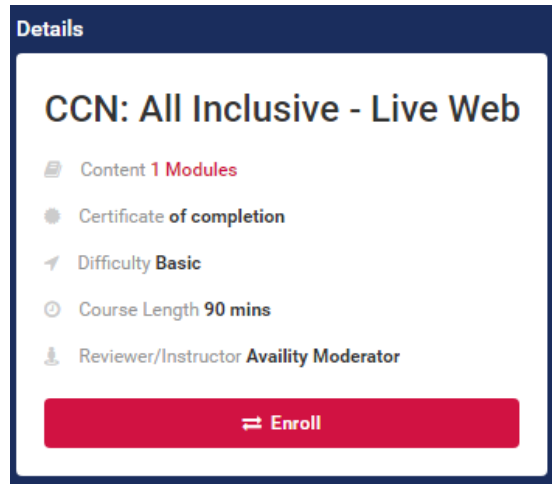 Details
CCN: All Inclusive - Live Web
Content 1 Modules
Certificate of completion
Difficulty Basic
Course Length 90 mins
Reviewer/Instructor Availity Moderator
Enroll